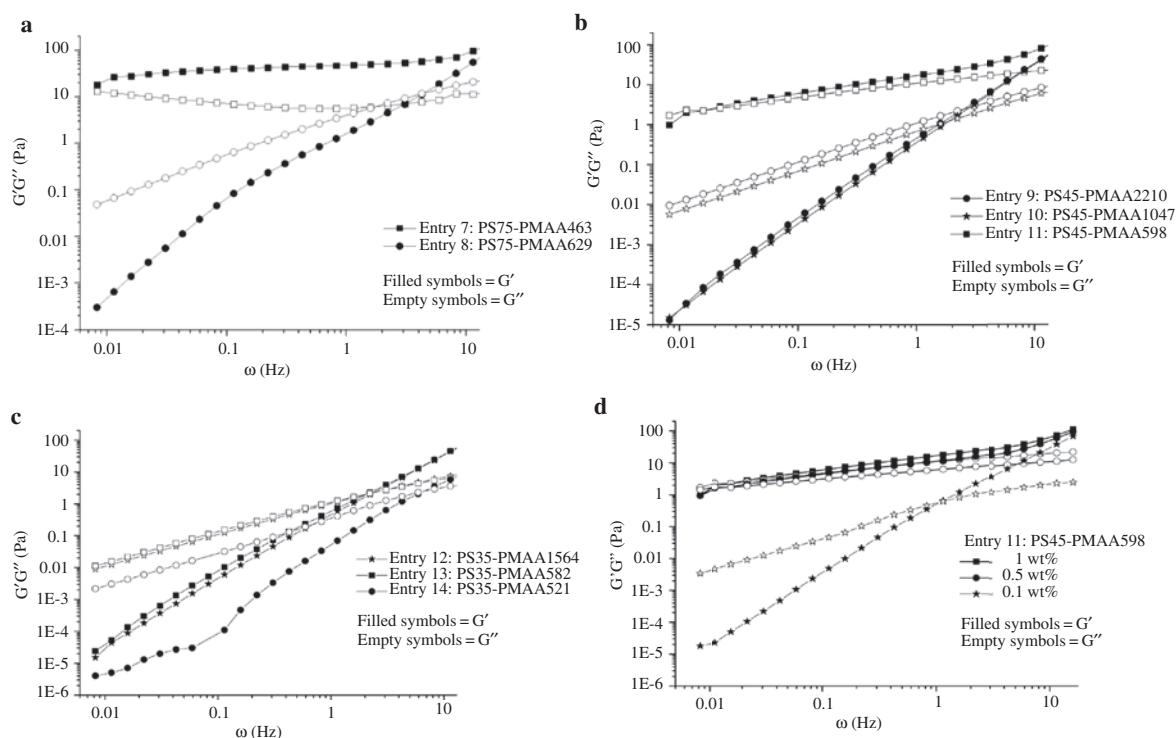 a
100
10
1
0.1
0.01
1E-3
1E-4
G′G″ (Pa)
0.01
0.1
1
10
ω (Hz)
Entry 7: PS75-PMAA463
Entry 8: PS75-PMAA629
Filled symbols = G′
Empty symbols = G″
b
100
10
1
0.1
0.01
1E-3
1E-4
1E-5
G′G″ (Pa)
0.01
0.1
1
10
ω (Hz)
Entry 9: PS45-PMAA2210
Entry 10: PS45-PMAA1047
Entry 11: PS45-PMAA598
Filled symbols = G′
Empty symbols = G″
c
100
10
1
0.1
0.01
1E-3
1E-4
1E-5
1E-6
G′G″ (Pa)
0.01
0.1
1
10
ω (Hz)
Entry 12: PS35-PMAA1564
Entry 13: PS35-PMAA582
Entry 14: PS35-PMAA521
Filled symbols = G′
Empty symbols = G″
d
100
10
1
0.1
0.01
1E-3
1E-4
1E-5
1E-6
G'G" (Pa)
0.01
0.1
1
10
ω (Hz)
Entry 11: PS45-PMAA598
1 wt%
0.5 wt%
0.1 wt%
Filled symbols = G′
Empty symbols = G″